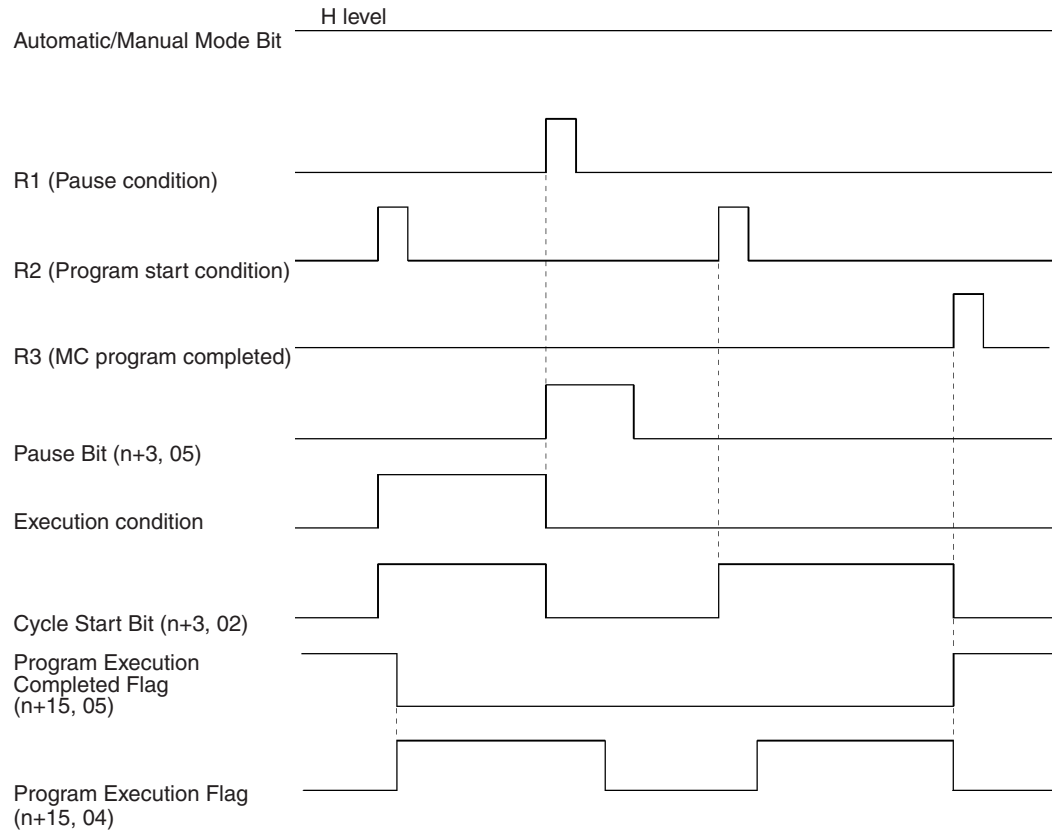 H level
Automatic/Manual Mode Bit
R1 (Pause condition)
R2 (Program start condition)
R3 (MC program completed)
Pause Bit (n+3, 05)
Execution condition
Cycle Start Bit (n+3, 02)
Program Execution
Completed Flag
(n+15, 05)
Program Execution Flag
(n+15, 04)